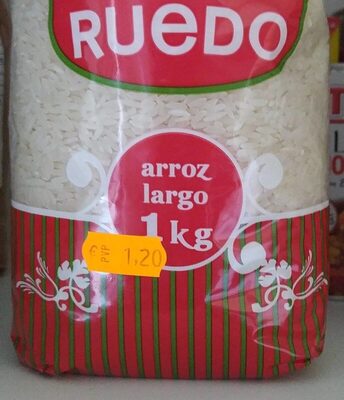 RUeDO
arroz
largo
1 kg
€ PVP 1,20